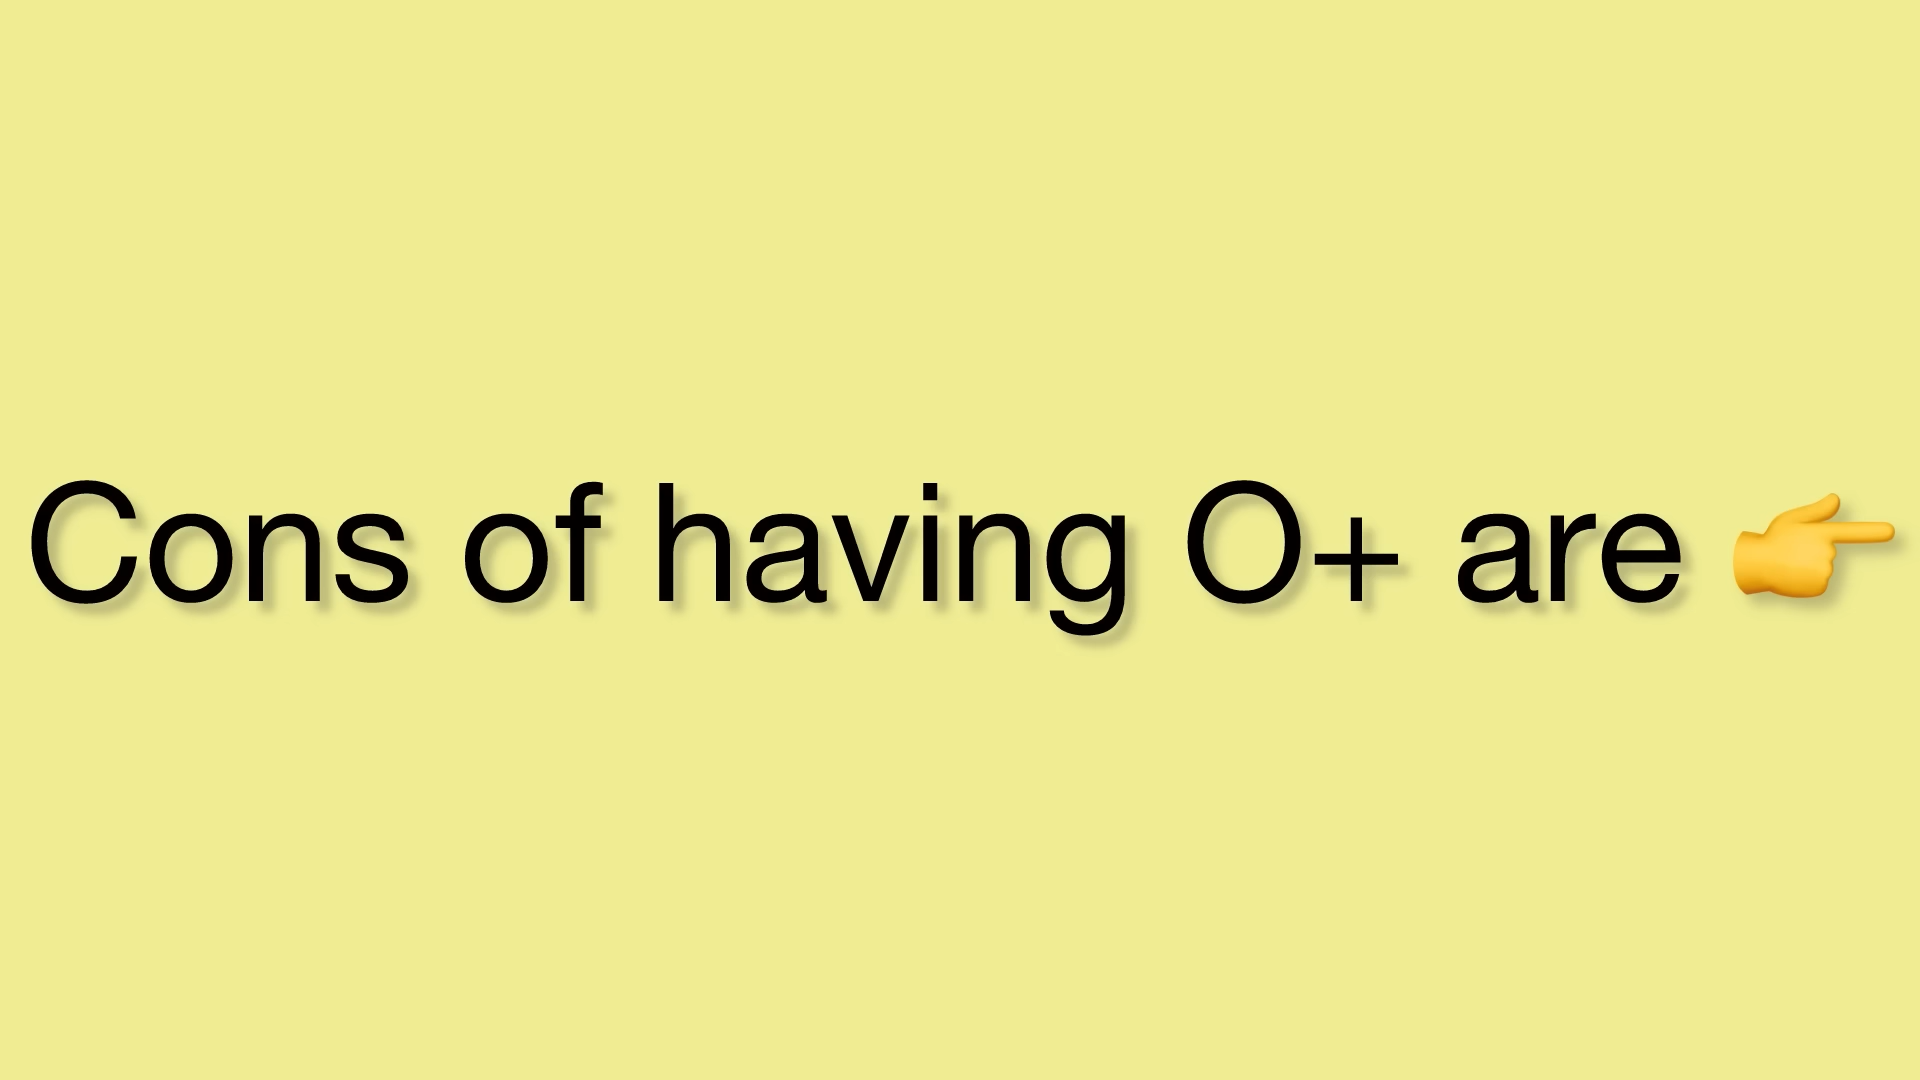 Cons of having O+ are 👉